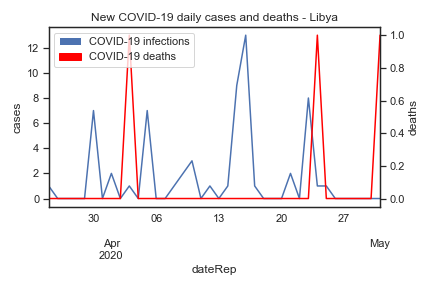 New COVID-19 daily cases and deaths - Libya
COVID-19 infections
COVID-19 deaths
12
10
8
6
4
2
0
cases
1.0
0.8
0.6
0.4
0.2
0.0
deaths
30 06 13 20 27
Apr May
2020
dateRep